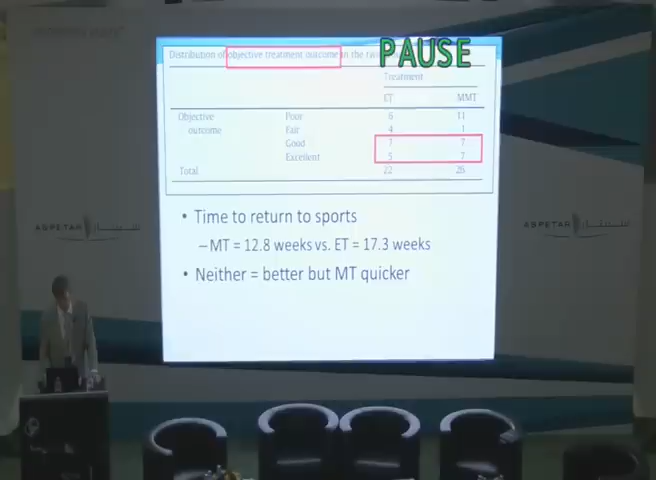 PAUSE
Distribution of objective treatment outcome in the
Treatment
ET MMT
Objective Poor 6 11
outcome Fair 4 1
Good 7 7
Excellent 5 7
Total 22 26
• Time to return to sports
–MT = 12.8 weeks vs. ET = 17.3 weeks
• Neither = better but MT quicker
ASPETAR سبيتار
ASPETAR سبيتار